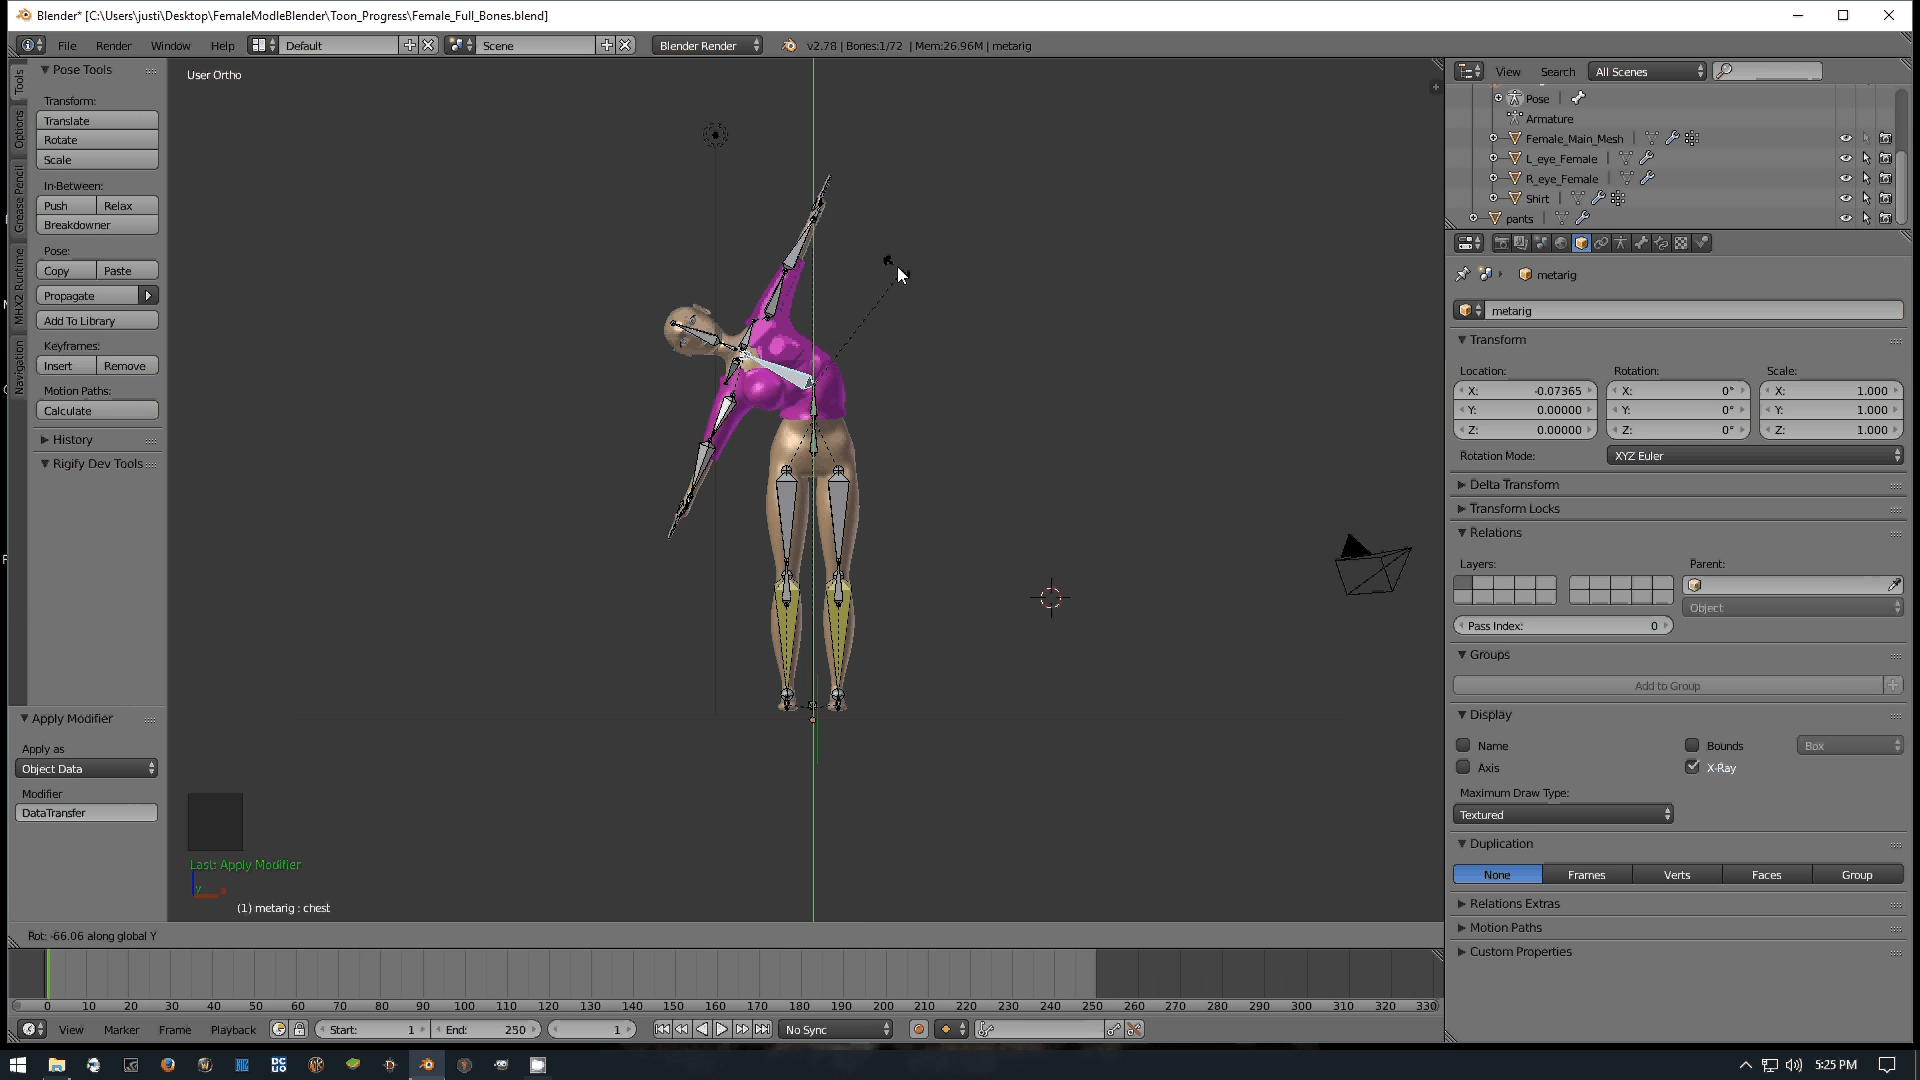 Blender* [C:\Users\justi\Desktop\FemaleModleBlender\Toon_Progress\Female_Full_Bones.blend]
File Render Window Help Default Scene Blender Render v2.78 | Bones:1/72 | Mem:26.96M | metarig
Tools
Options
Grease Pencil
MHX2 Runtime
Navigation
Pose Tools
Transform:
Translate
Rotate
Scale
In-Between:
Push Relax
Breakdowner
Pose:
Copy Paste
Propagate
Add To Library
Keyframes:
Insert Remove
Motion Paths:
Calculate
History
Rigify Dev Tools
Apply Modifier
Apply as
Object Data
Modifier
DataTransfer
User Ortho
Last: Apply Modifier
y
(1) metarig : chest
Rot: -66.06 along global Y
View Search All Scenes
Pose
Armature
Female_Main_Mesh
L_eye_Female
R_eye_Female
Shirt
pants
metarig
metarig
Transform
Location: Rotation: Scale:
X: -0.07365 X: 0° X: 1.000
Y: 0.00000 Y: 0° Y: 1.000
Z: 0.00000 Z: 0° Z: 1.000
Rotation Mode: XYZ Euler
Delta Transform
Transform Locks
Relations
Layers: Parent:
Object
Pass Index: 0
Groups
Add to Group
Display
Name Bounds Box
Axis X-Ray
Maximum Draw Type:
Textured
Duplication
None Frames Verts Faces Group
Relations Extras
Motion Paths
Custom Properties
0 10 20 30 40 50 60 70 80 90 100 110 120 130 140 150 160 170 180 190 200 210 220 230 240 250 260 270 280 290 300 310 320 330
View Marker Frame Playback Start: 1 End: 250 1 No Sync
5:25 PM